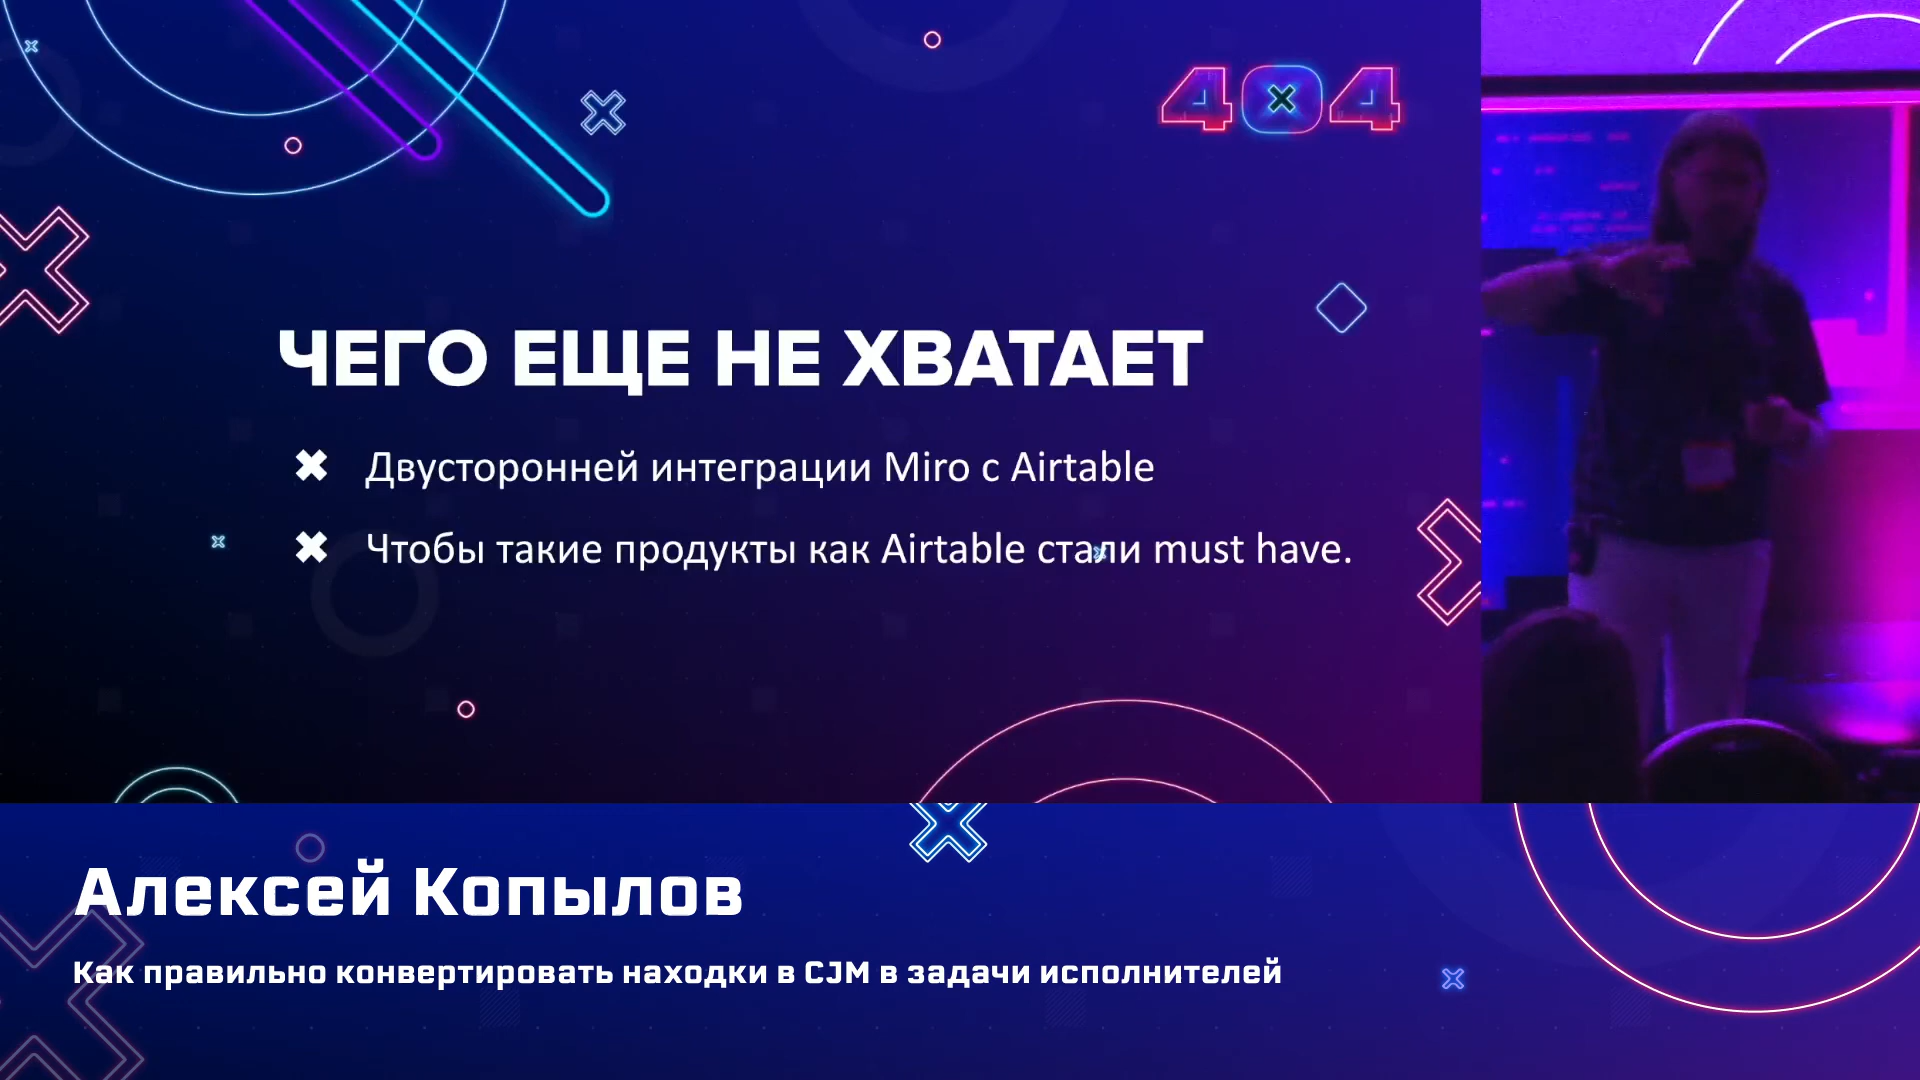 404
ЧЕГО ЕЩЕ НЕ ХВАТАЕТ
✖ Двусторонней интеграции Miro с Airtable
✖ Чтобы такие продукты как Airtable стали must have.
Алексей Копылов
Как правильно конвертировать находки в CJM в задачи исполнителей